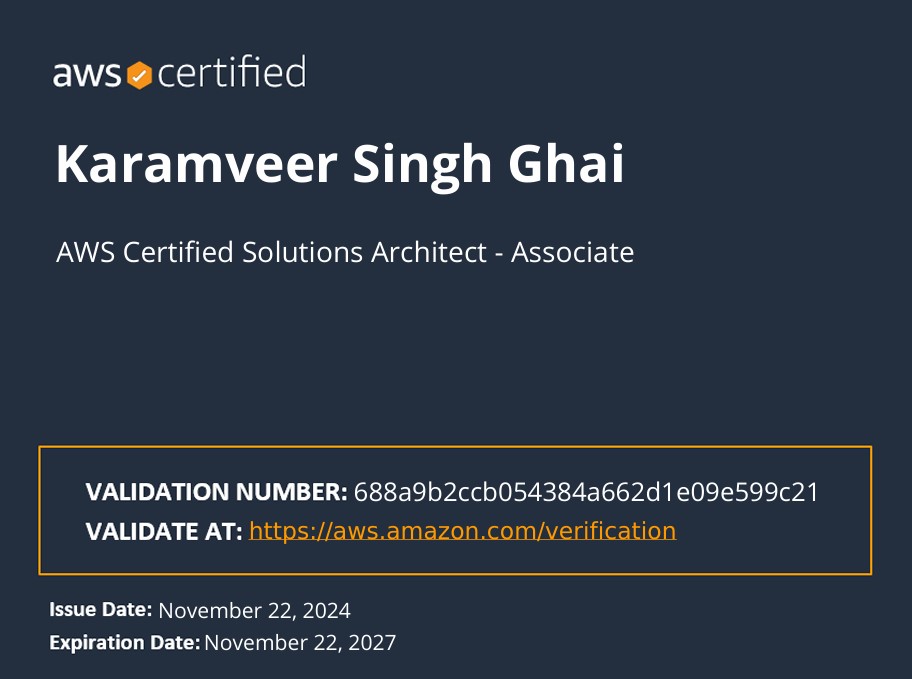 aws certified
Karamveer Singh Ghai
AWS Certified Solutions Architect - Associate
VALIDATION NUMBER: 688a9b2ccb054384a662d1e09e599c21
VALIDATE AT: https://aws.amazon.com/verification
Issue Date: November 22, 2024
Expiration Date: November 22, 2027